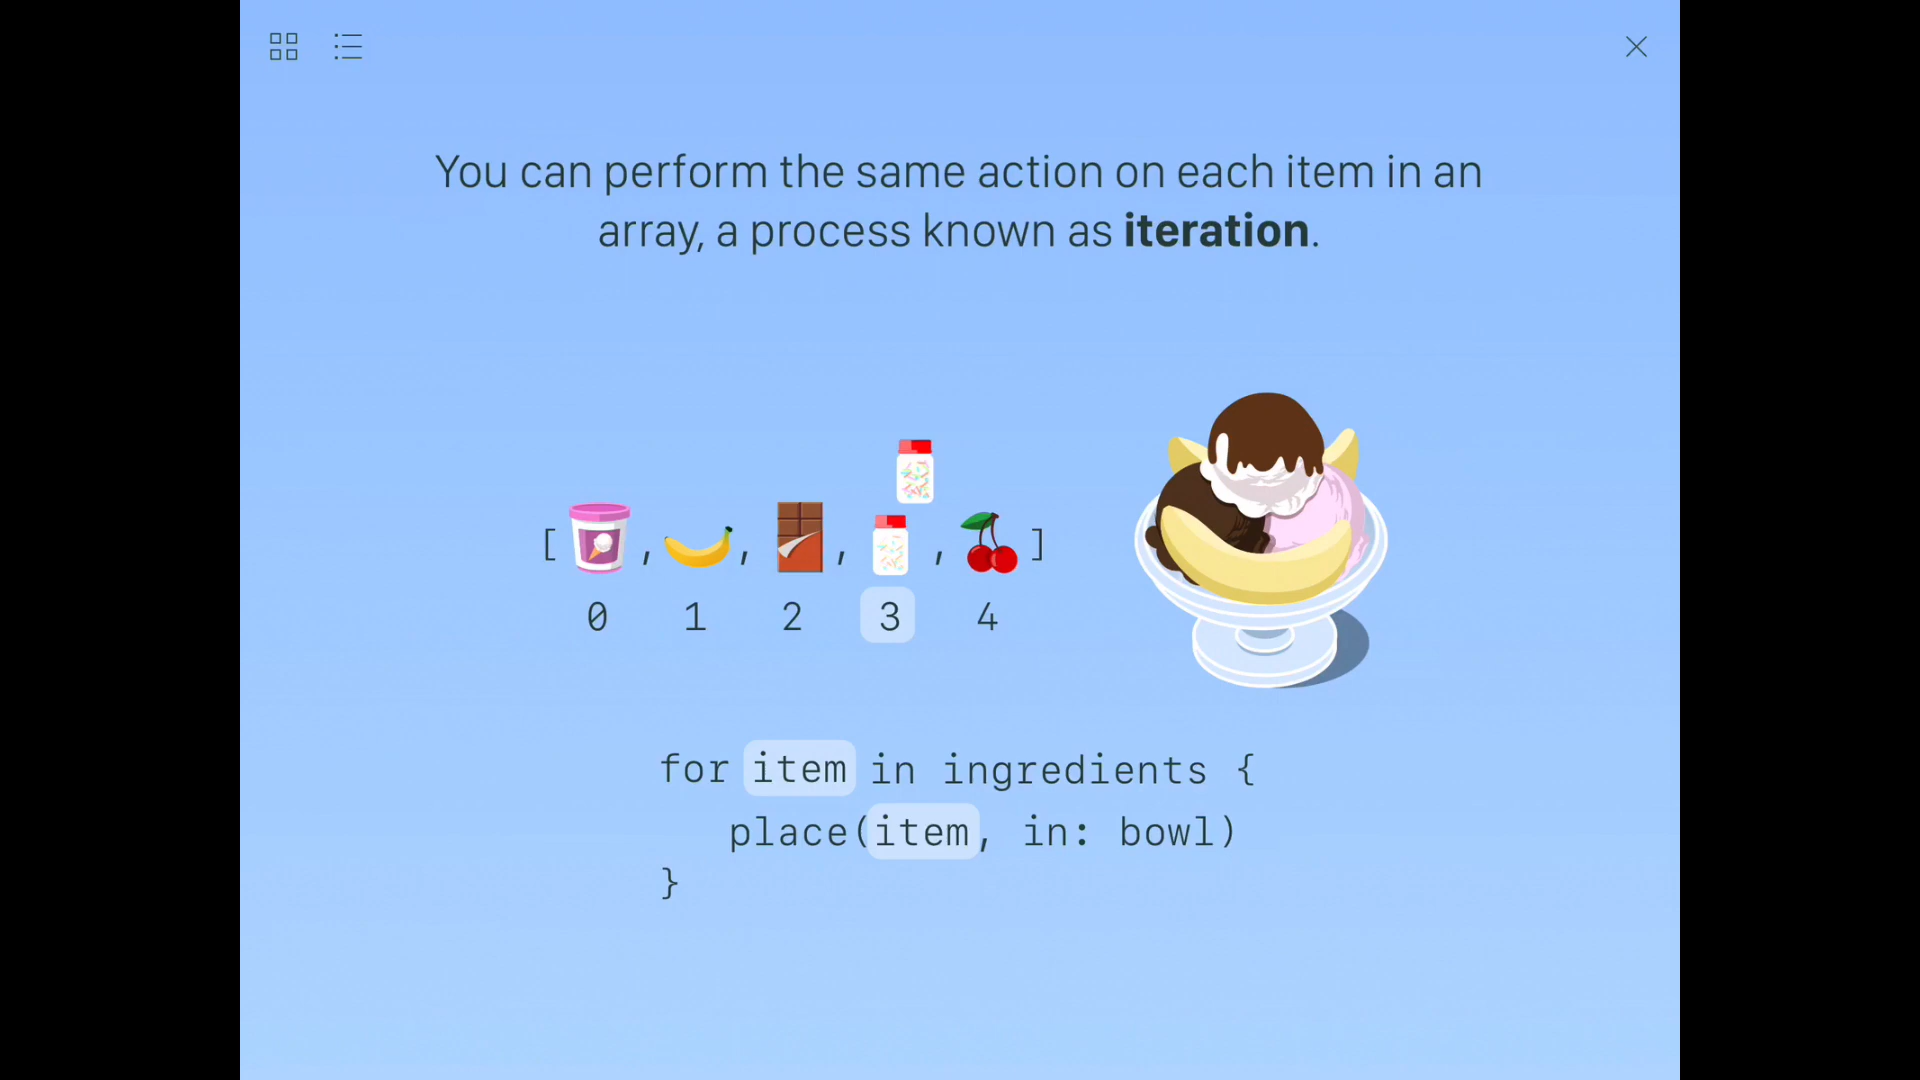 You can perform the same action on each item in an
array, a process known as iteration.
[ , , , , ]
0 1 2 3 4
for item in ingredients {
place(item, in: bowl)
}